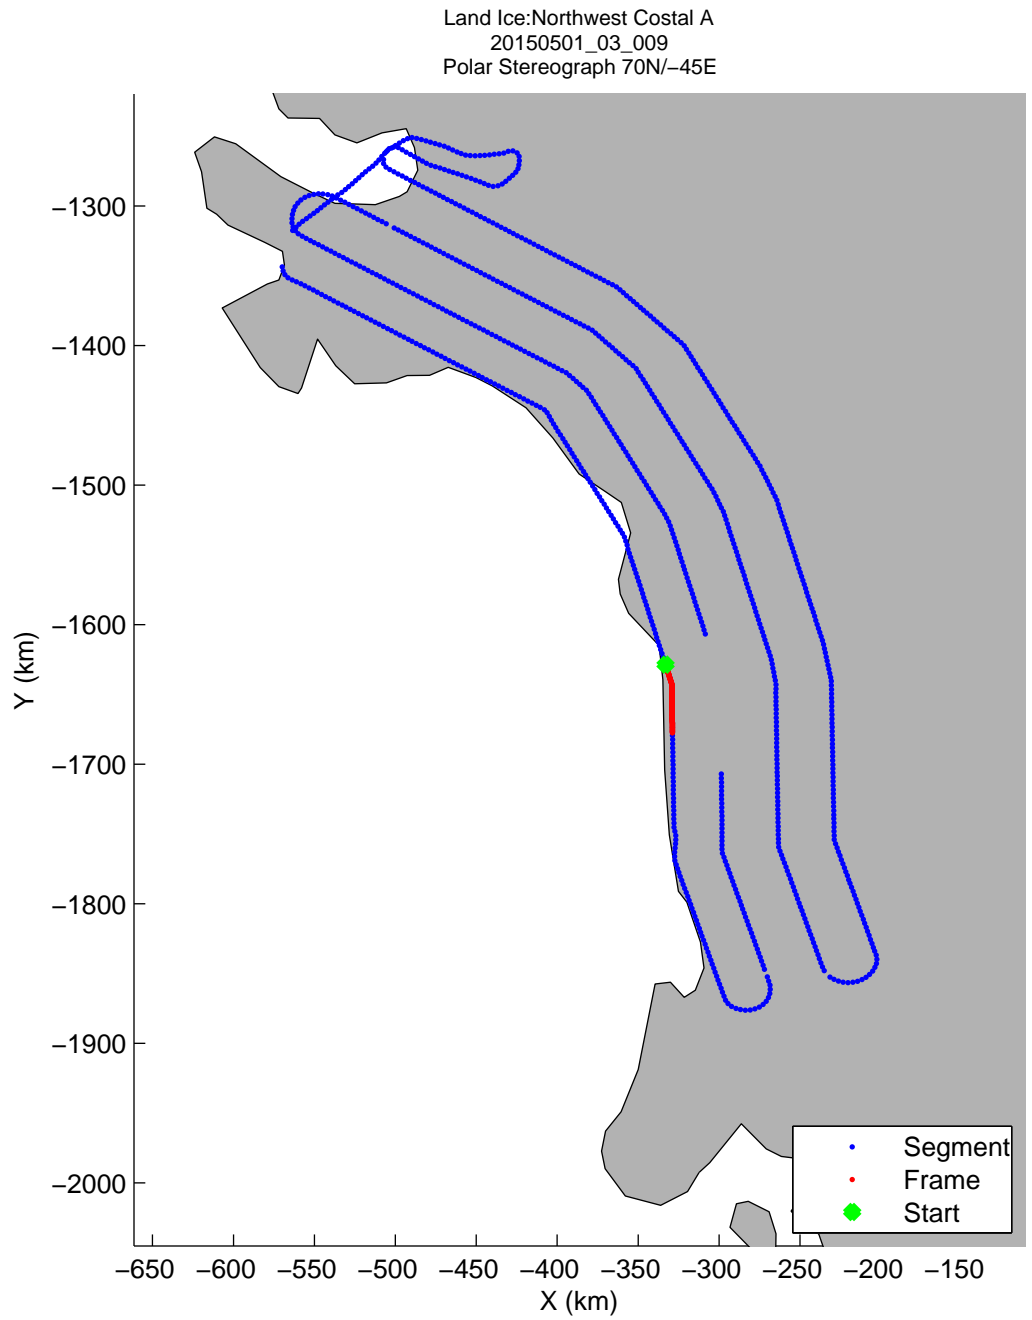 Land Ice:Northwest Costal A
20150501_03_009
Polar Stereograph 70N/−45E
−1300
−1400
−1500
−1600
−1700
−1800
−1900
−2000
Y (km)
Segment
Frame
Start
−650 −600 −550 −500 −450 −400 −350 −300 −250 −200 −150
X (km)